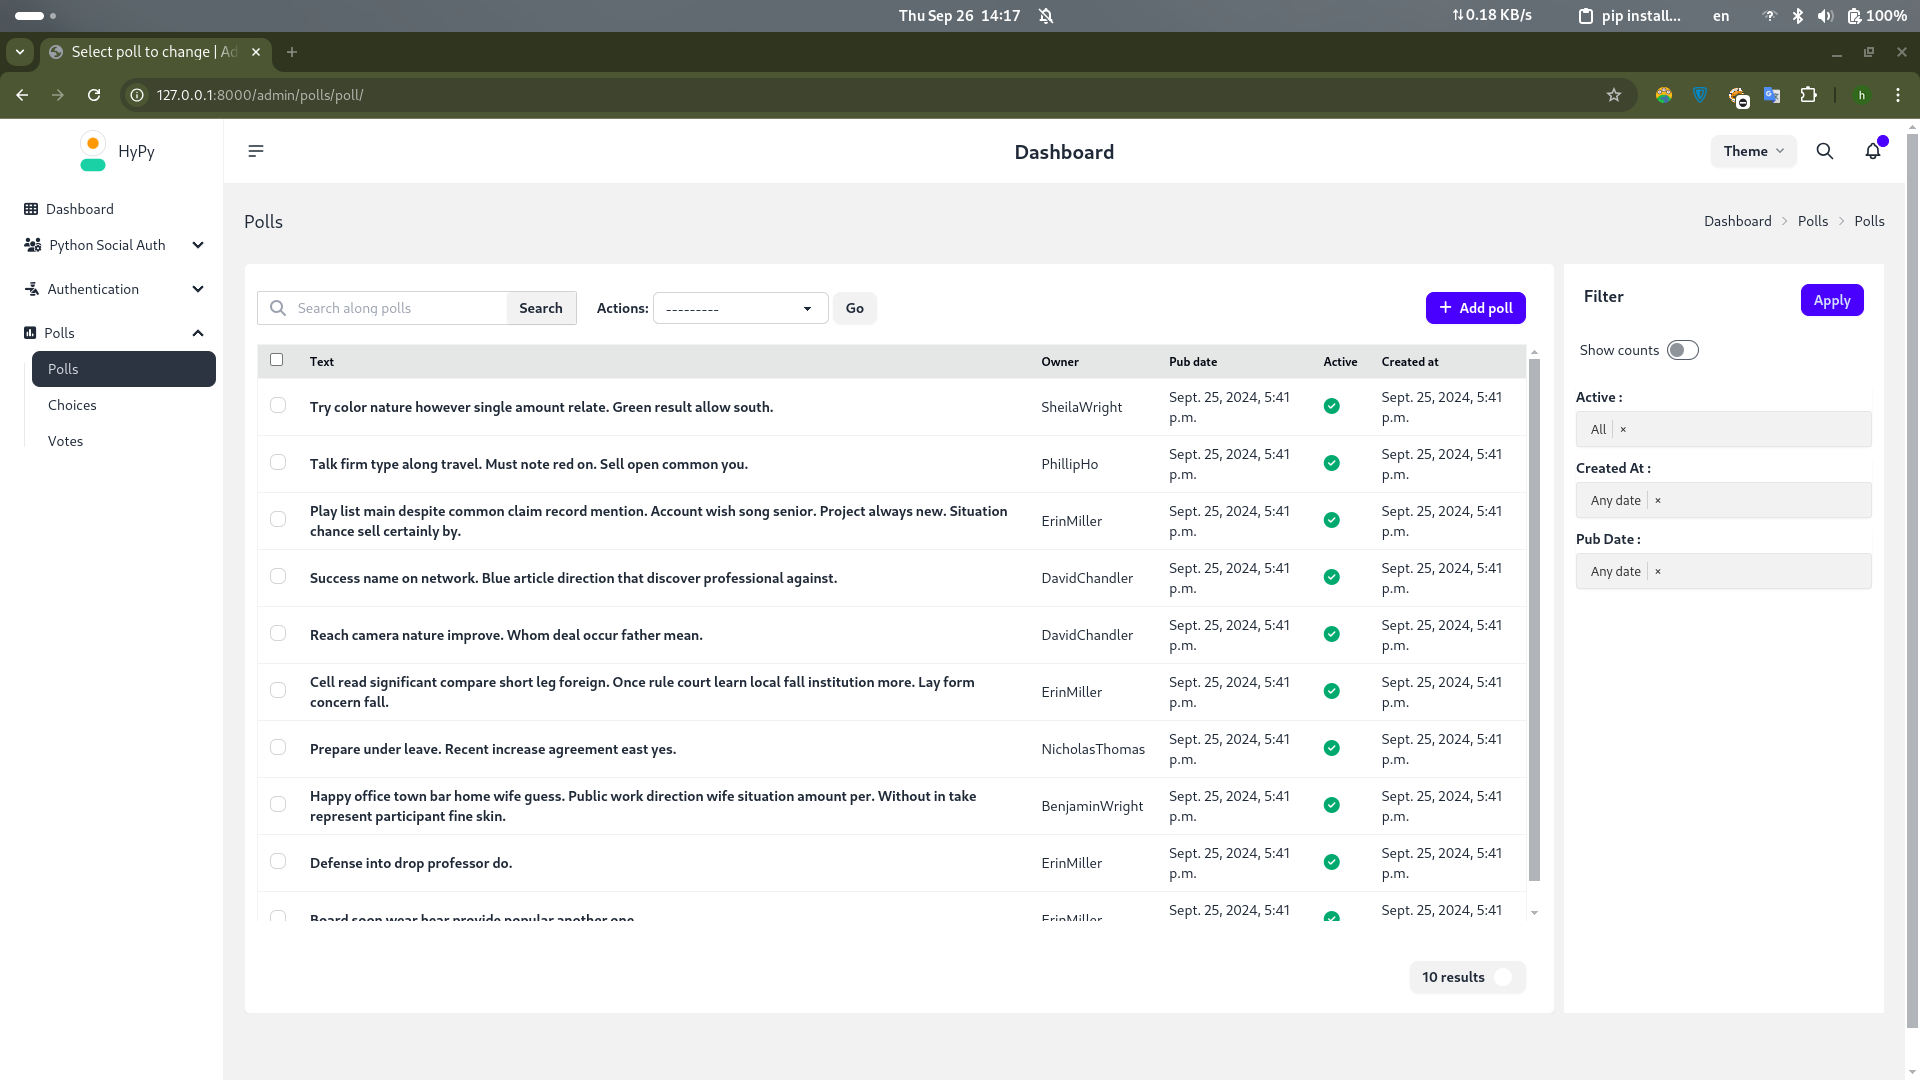 Thu Sep 26 14:17
0.18 KB/s
pip install...
en
100%
Select poll to change | Ad
127.0.0.1:8000/admin/polls/poll/
h
HyPy
Dashboard
Theme
Dashboard
Python Social Auth
Authentication
Polls
Polls
Choices
Votes
Polls
Dashboard > Polls > Polls
Search along polls
Search
Actions:
---------
Go
+ Add poll
Text Owner Pub date Active Created at
Try color nature however single amount relate. Green result allow south. SheilaWright Sept. 25, 2024, 5:41 p.m. Sept. 25, 2024, 5:41 p.m.
Talk firm type along travel. Must note red on. Sell open common you. PhillipHo Sept. 25, 2024, 5:41 p.m. Sept. 25, 2024, 5:41 p.m.
Play list main despite common claim record mention. Account wish song senior. Project always new. Situation chance sell certainly by. ErinMiller Sept. 25, 2024, 5:41 p.m. Sept. 25, 2024, 5:41 p.m.
Success name on network. Blue article direction that discover professional against. DavidChandler Sept. 25, 2024, 5:41 p.m. Sept. 25, 2024, 5:41 p.m.
Reach camera nature improve. Whom deal occur father mean. DavidChandler Sept. 25, 2024, 5:41 p.m. Sept. 25, 2024, 5:41 p.m.
Cell read significant compare short leg foreign. Once rule court learn local fall institution more. Lay form concern fall. ErinMiller Sept. 25, 2024, 5:41 p.m. Sept. 25, 2024, 5:41 p.m.
Prepare under leave. Recent increase agreement east yes. NicholasThomas Sept. 25, 2024, 5:41 p.m. Sept. 25, 2024, 5:41 p.m.
Happy office town bar home wife guess. Public work direction wife situation amount per. Without in take represent participant fine skin. BenjaminWright Sept. 25, 2024, 5:41 p.m. Sept. 25, 2024, 5:41 p.m.
Defense into drop professor do. ErinMiller Sept. 25, 2024, 5:41 p.m. Sept. 25, 2024, 5:41 p.m.
Board soon wear hear provide popular another one. ErinMiller Sept. 25, 2024, 5:41 Sept. 25, 2024, 5:41
10 results
Filter
Apply
Show counts
Active :
All ×
Created At :
Any date ×
Pub Date :
Any date ×